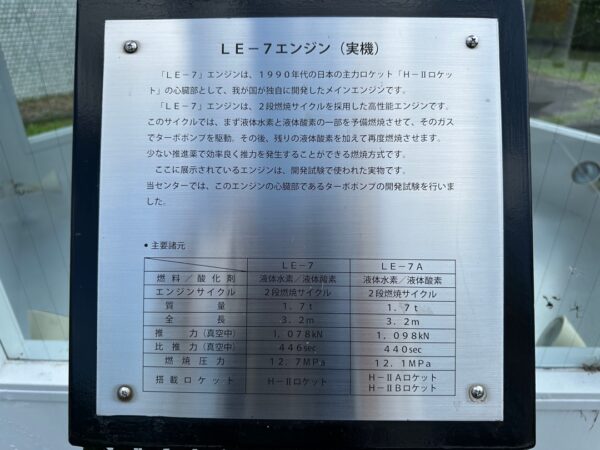 LE－7エンジン（実機）
「LE－7」エンジンは、1990年代の日本の主力ロケット「H－Ⅱロケッ
ト」の心臓部として、我が国が独自に開発したメインエンジンです。
「LE－7」エンジンは、2段燃焼サイクルを採用した高性能エンジンです。
このサイクルでは、まず液体水素と液体酸素の一部を予備燃焼させて、そのガス
でターボポンプを駆動。その後、残りの液体酸素を加えて再度燃焼させます。
少ない推進薬で効率良く推力を発生することができる燃焼方式です。
ここに展示されているエンジンは、開発試験で使われた実物です。
当センターでは、このエンジンの心臓部であるターボポンプの開発試験を行いま
した。
•主要諸元
LE－7 LE－7A
燃料／酸化剤 液体水素／液体酸素 液体水素／液体酸素
エンジンサイクル 2段燃焼サイクル 2段燃焼サイクル
質量 1．7t 1．7t
全長 3．2m 3．2m
推力（真空中） 1，078kN 1，098kN
比推力（真空中） 446sec 440sec
燃焼圧力 12．7MPa 12．1MPa
搭載ロケット H－Ⅱロケット H－ⅡAロケット
H－ⅡBロケット